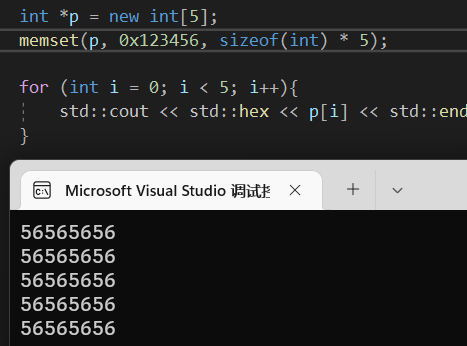 int *p = new int[5];
memset(p, 0x123456, sizeof(int) * 5);
for (int i = 0; i < 5; i++){
std::cout << std::hex << p[i] << std::end
}
Microsoft Visual Studio 调试控
56565656
56565656
56565656
56565656
56565656